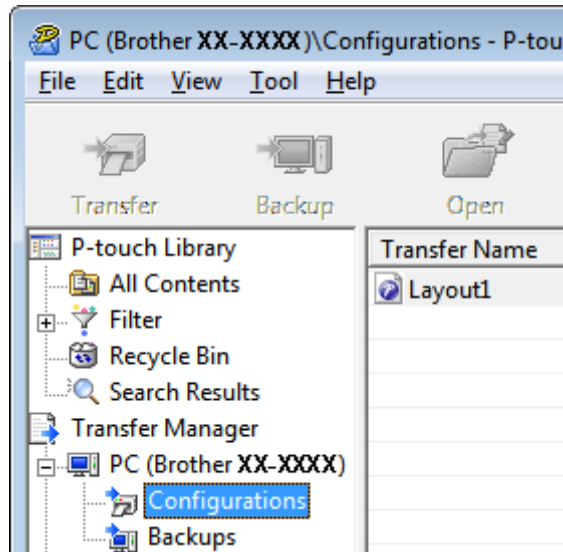 PC (Brother XX-XXXX)\Configurations - P-tou
File Edit View Tool Help
Transfer Backup Open
P-touch Library
All Contents
Filter
Recycle Bin
Search Results
Transfer Manager
PC (Brother XX-XXXX)
Configurations
Backups
Transfer Name
Layout1